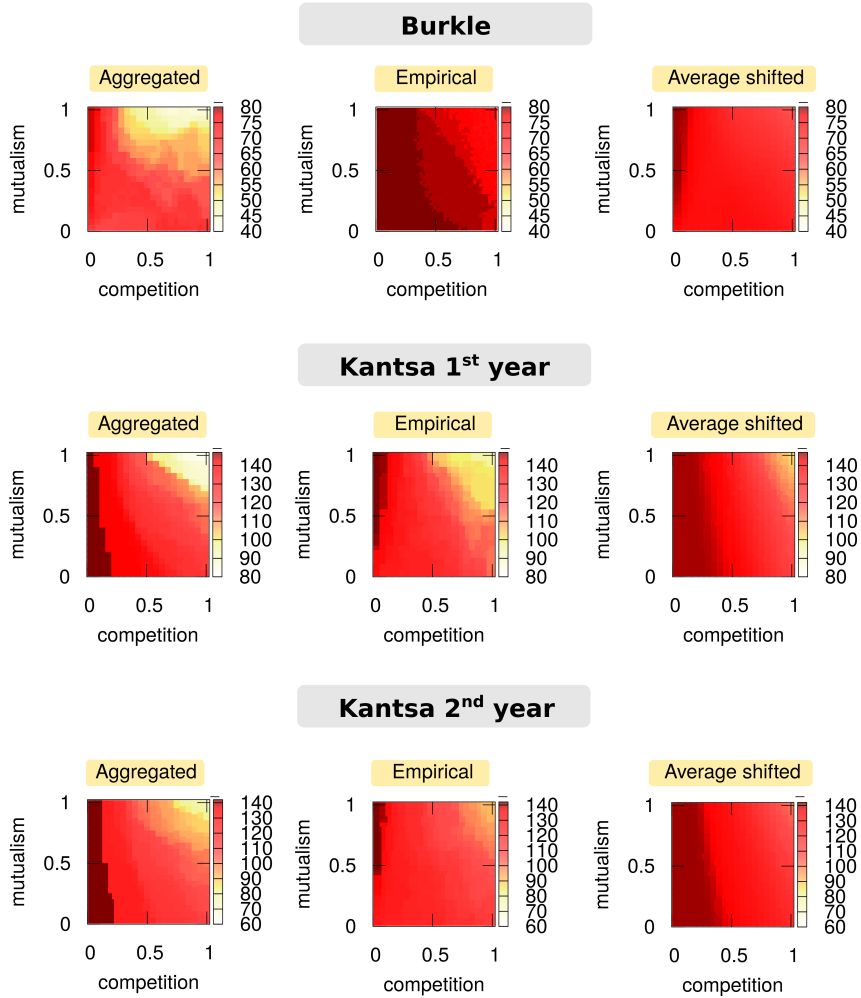 Burkle
Aggregated Empirical Average shifted
mutualism 1 0.5 0 80 75 70 65 60 55 50 45 40 0 0.5 1 competition
mutualism 1 0.5 0 80 75 70 65 60 55 50 45 40 0 0.5 1 competition
mutualism 1 0.5 0 80 75 70 65 60 55 50 45 40 0 0.5 1 competition
Kantsa 1st year
Aggregated Empirical Average shifted
mutualism 1 0.5 0 140 130 120 110 100 90 80 0 0.5 1 competition
mutualism 1 0.5 0 140 130 120 110 100 90 80 0 0.5 1 competition
mutualism 1 0.5 0 140 130 120 110 100 90 80 0 0.5 1 competition
Kantsa 2nd year
Aggregated Empirical Average shifted
mutualism 1 0.5 0 140 130 120 110 100 90 80 70 60 0 0.5 1 competition
mutualism 1 0.5 0 140 130 120 110 100 90 80 70 60 0 0.5 1 competition
mutualism 1 0.5 0 140 130 120 110 100 90 80 70 60 0 0.5 1 competition